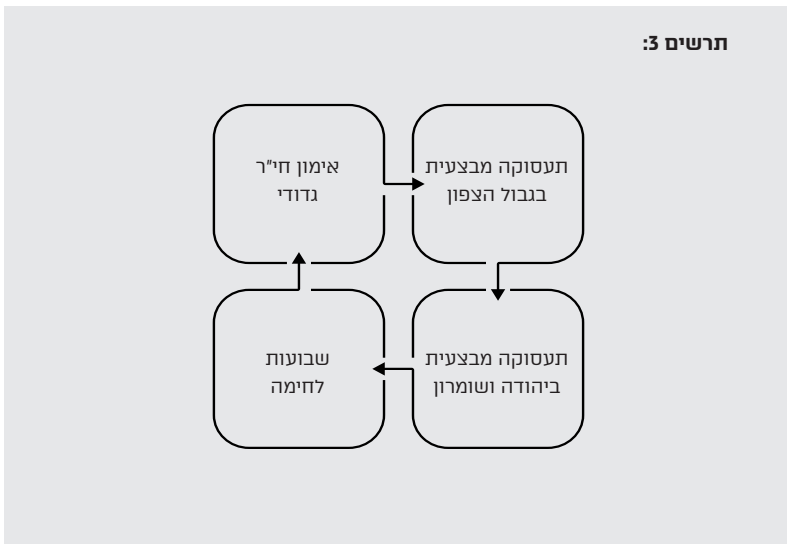 תרשים 3:
תעסוקה מבצעית
בגבול הצפון
אימון חי״ר
גדודי
תעסוקה מבצעית
ביהודה ושומרון
שבועות
לחימה